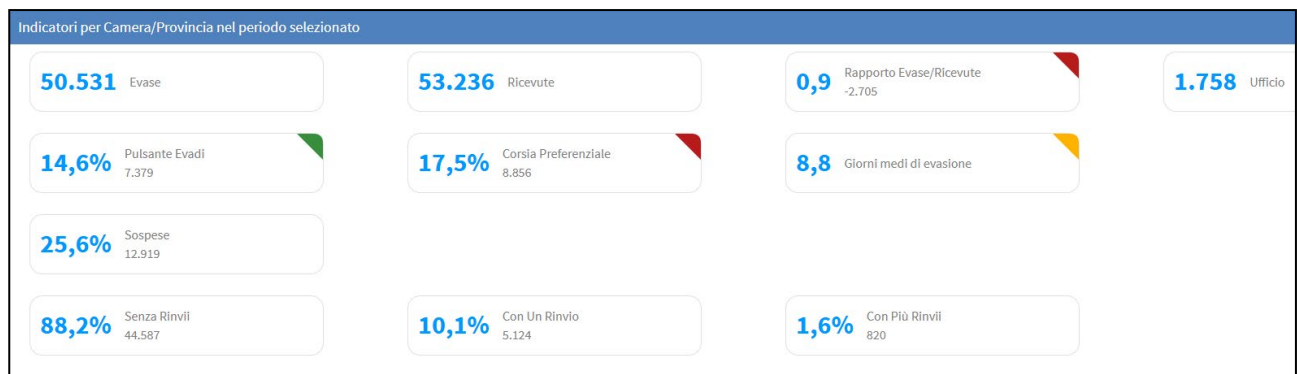 Indicatori per Camera/Provincia nel periodo selezionato
50.531 Evase
53.236 Ricevute
0,9 Rapporto Evase/Ricevute
-2.705
1.758 Ufficio
14,6% Pulsante Evadi
7.379
17,5% Corsia Preferenziale
8.856
8,8 Giorni medi di evasione
25,6% Sospese
12.919
88,2% Senza Rinvii
44.587
10,1% Con Un Rinvio
5.124
1,6% Con Più Rinvii
820